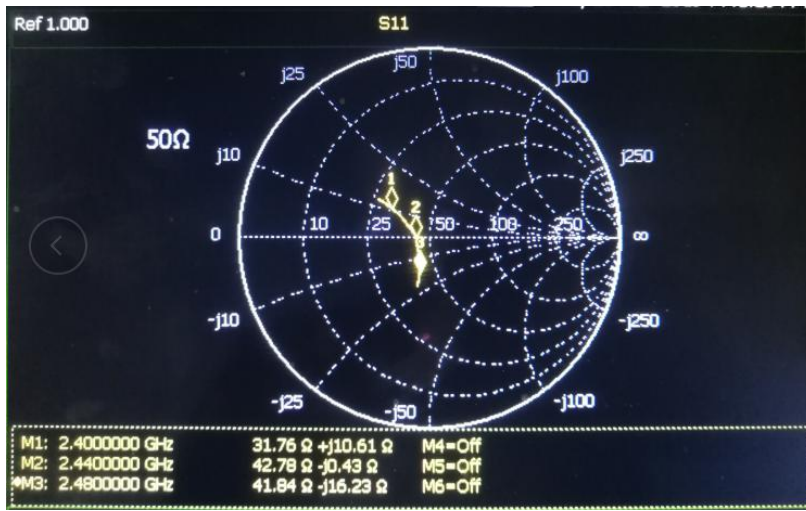 Ref 1.000 S11
j50
j25 j100
50Ω
j10 j250
1
2
0 10 25 50 100 250 ∞
3
-j10 -j250
-j25 -j100
-j50
M1: 2.4000000 GHz 31.76 Ω +j10.61 Ω M4=Off
M2: 2.4400000 GHz 42.78 Ω -j0.43 Ω M5=Off
*M3: 2.4800000 GHz 41.84 Ω -j16.23 Ω M6=Off